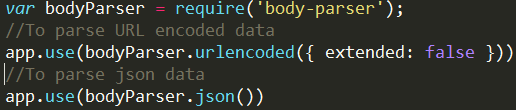 var bodyParser = require('body-parser');
//To parse URL encoded data
app.use(bodyParser.urlencoded({ extended: false }))
//To parse json data
app.use(bodyParser.json())